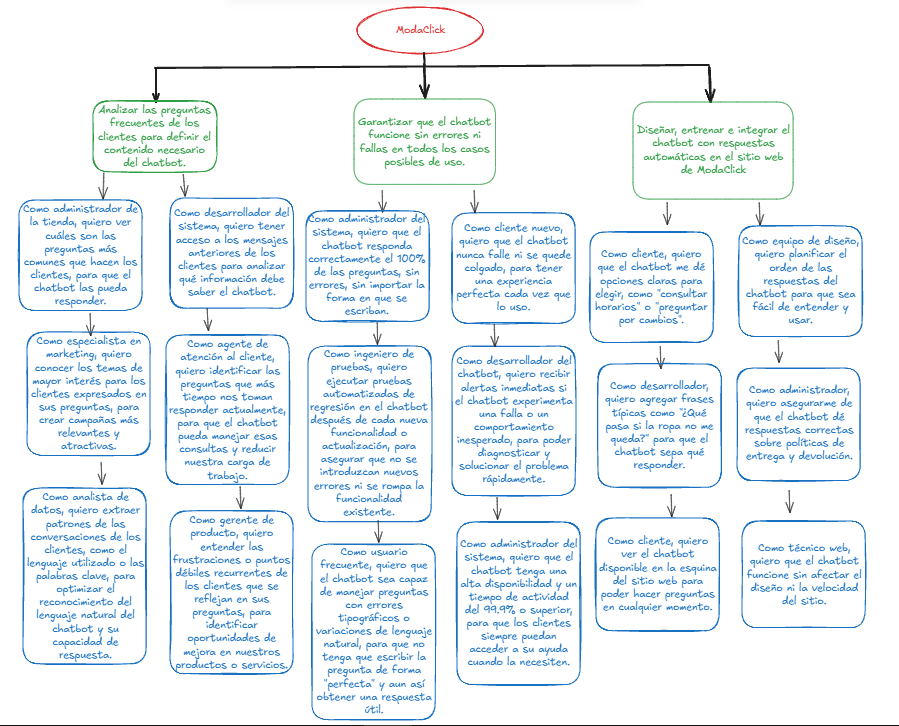 ModaClick
Analizar las preguntas
frecuentes de los
clientes para definir el
contenido necesario
del chatbot.
Garantizar que el chatbot
funcione sin errores ni
fallas en todos los casos
posibles de uso.
Diseñar, entrenar e integrar el
chatbot con respuestas
automáticas en el sitio web
de ModaClick
Como administrador de
la tienda, quiero ver
cuáles son las
preguntas más
comunes que hacen los
clientes, para que el
chatbot las pueda
responder.
Como especialista en
marketing, quiero
conocer los temas de
mayor interés para los
clientes expresados en
sus preguntas, para
crear campañas más
relevantes y
atractivas.
Como analista de
datos, quiero extraer
patrones de las
conversaciones de los
clientes, como el
lenguaje utilizado o las
palabras clave, para
optimizar el
reconocimiento del
lenguaje natural del
chatbot y su
capacidad de
respuesta.
Como desarrollador del
sistema, quiero tener
acceso a los mensajes
anteriores de los
clientes para analizar
qué información debe
saber el chatbot.
Como agente de
atención al cliente,
quiero identificar las
preguntas que más
tiempo nos toman
responder actualmente,
para que el chatbot
pueda manejar esas
consultas y reducir
nuestra carga de
trabajo.
Como gerente de
producto, quiero
entender las
frustraciones o puntos
débiles recurrentes de
los clientes que se
reflejan en sus
preguntas, para
identificar
oportunidades de
mejora en nuestros
productos o servicios.
Como administrador del
sistema, quiero que el
chatbot responda
correctamente el 100%
de las preguntas, sin
errores, sin importar la
forma en que se
escriban.
Como ingeniero de
pruebas, quiero
ejecutar pruebas
automatizadas de
regresión en el chatbot
después de cada nueva
funcionalidad o
actualización, para
asegurar que no se
introduzcan nuevos
errores ni se rompa la
funcionalidad
existente.
Como usuario
frecuente, quiero que
el chatbot sea capaz
de manejar preguntas
con errores
tipográficos o
variaciones de lenguaje
natural, para que no
tenga que escribir la
pregunta de forma
"perfecta" y aun así
obtener una respuesta
útil.
Como cliente nuevo,
quiero que el chatbot
nunca falle ni se quede
colgado, para tener
una experiencia
perfecta cada vez que
lo uso.
Como desarrollador del
chatbot, quiero recibir
alertas inmediatas si
el chatbot experimenta
una falla o un
comportamiento
inesperado, para poder
diagnosticar y
solucionar el problema
rápidamente.
Como administrador del
sistema, quiero que el
chatbot tenga una
alta disponibilidad y un
tiempo de actividad
del 99.9% o superior,
para que los clientes
siempre puedan
acceder a su ayuda
cuando la necesiten.
Como cliente, quiero
que el chatbot me dé
opciones claras para
elegir, como "consultar
horarios" o "preguntar
por cambios".
Como desarrollador,
quiero agregar frases
típicas como "¿Qué
pasa si la ropa no me
queda?" para que el
chatbot sepa qué
responder.
Como cliente, quiero
ver el chatbot
disponible en la esquina
del sitio web para
poder hacer preguntas
en cualquier momento.
Como equipo de diseño,
quiero planificar el
orden de las
respuestas del
chatbot para que sea
fácil de entender y
usar.
Como administrador,
quiero asegurarme de
que el chatbot dé
respuestas correctas
sobre políticas de
entrega y devolución.
Como técnico web,
quiero que el chatbot
funcione sin afectar el
diseño ni la velocidad
del sitio.